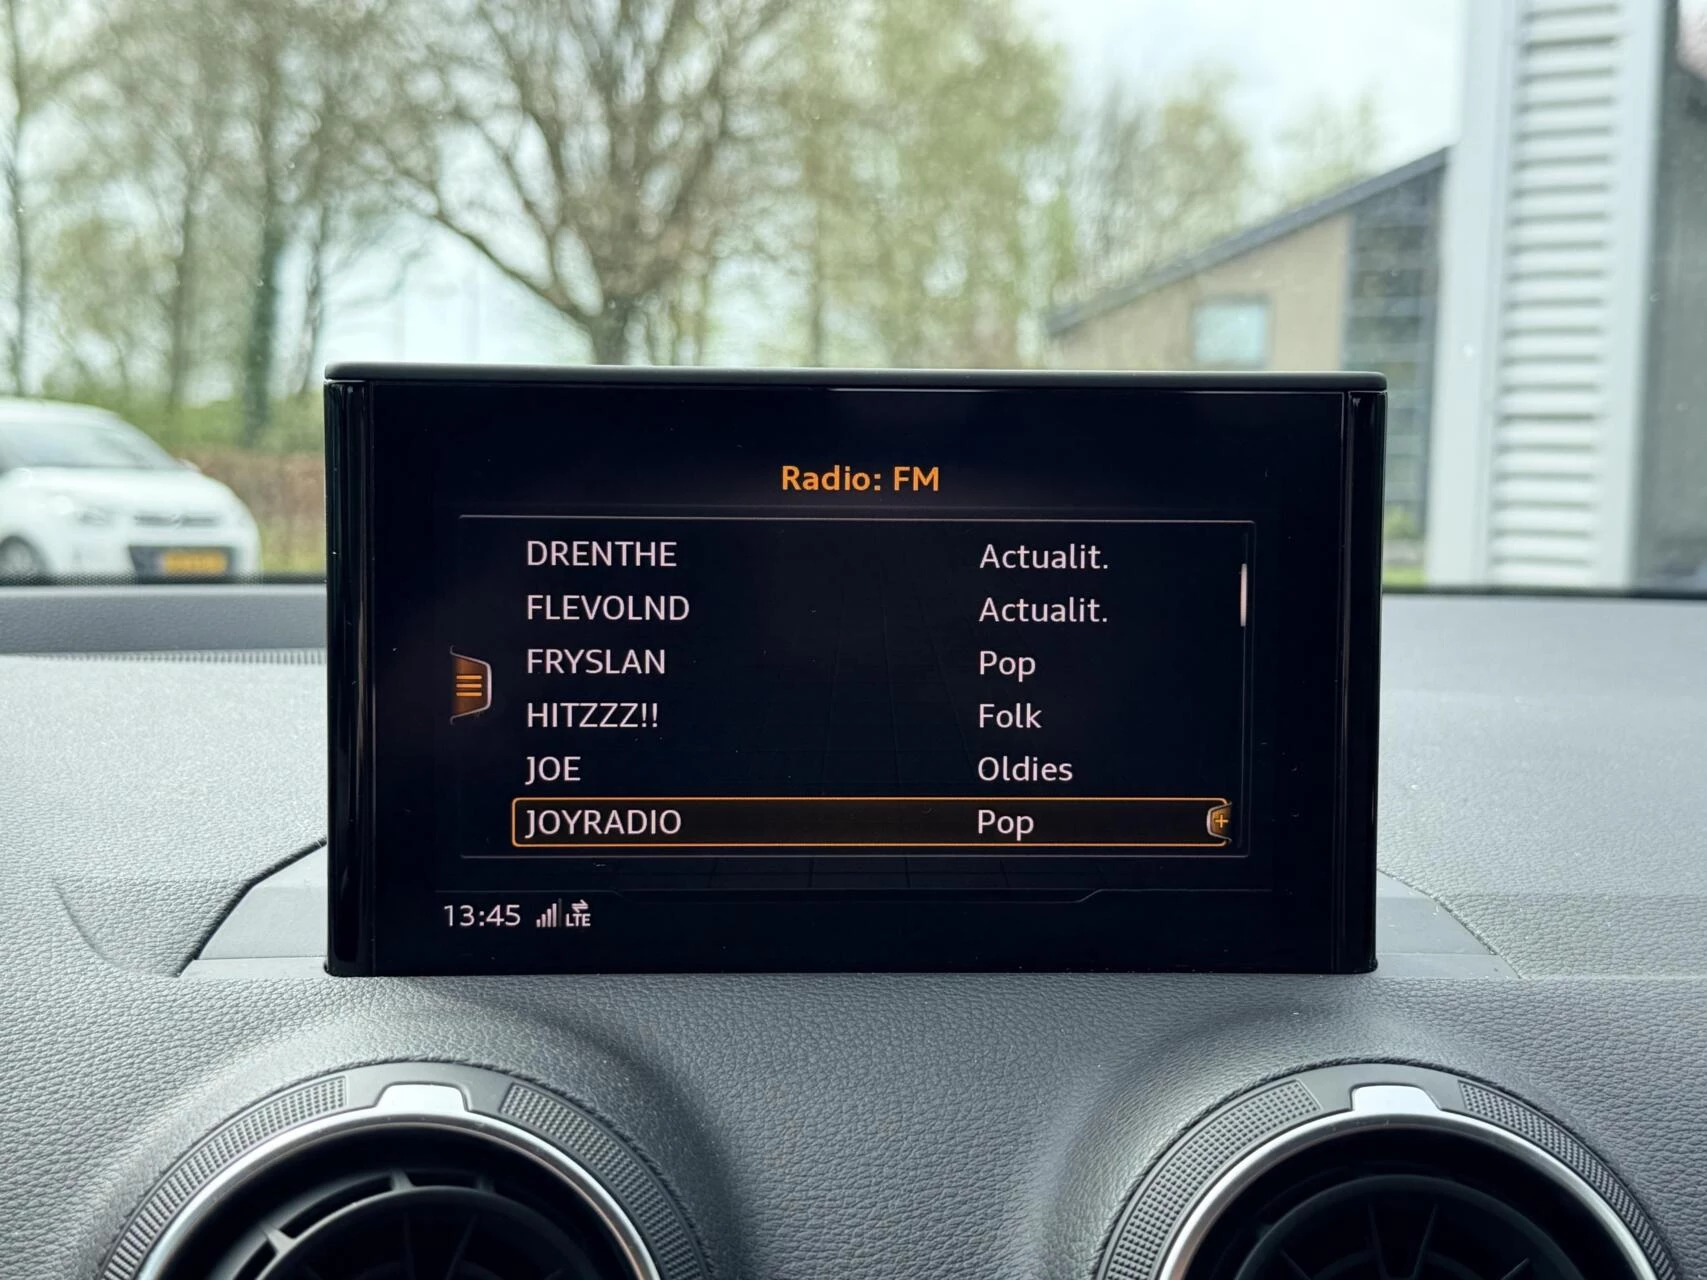 Radio: FM
DRENTHE Actualit.
FLEVOLND Actualit.
FRYSLAN Pop
HITZZZ!! Folk
JOE Oldies
JOYRADIO Pop
13:45 LTE